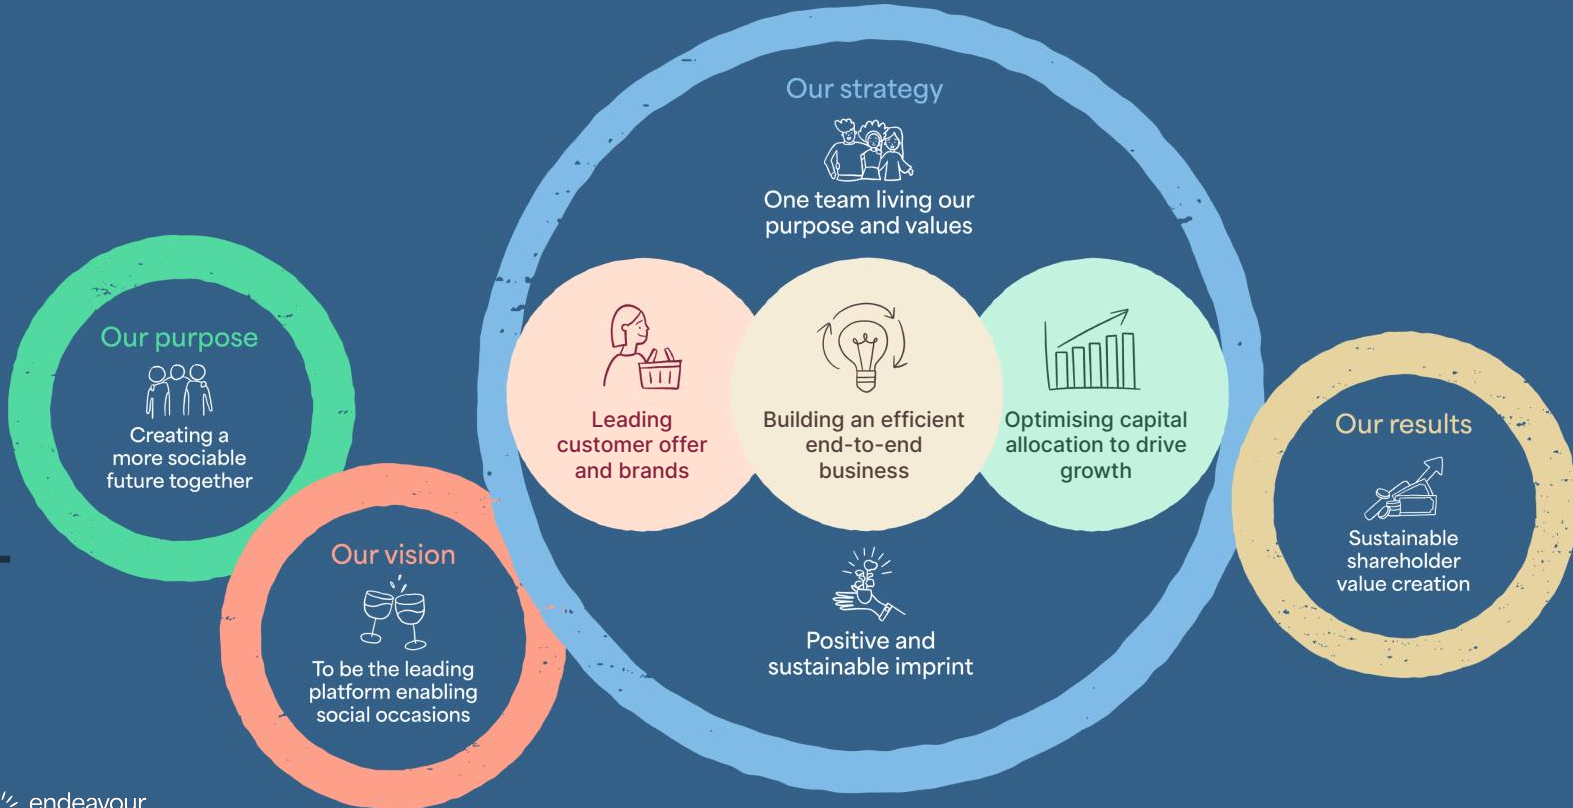 Our purpose
Creating a
more sociable
future together
Our vision
To be the leading
platform enabling
social occasions
Our strategy
One team living our
purpose and values
Leading
customer offer
and brands
Building an efficient
end-to-end
business
Optimising capital
allocation to drive
growth
Positive and
sustainable imprint
Our results
Sustainable
shareholder
value creation
endeavour